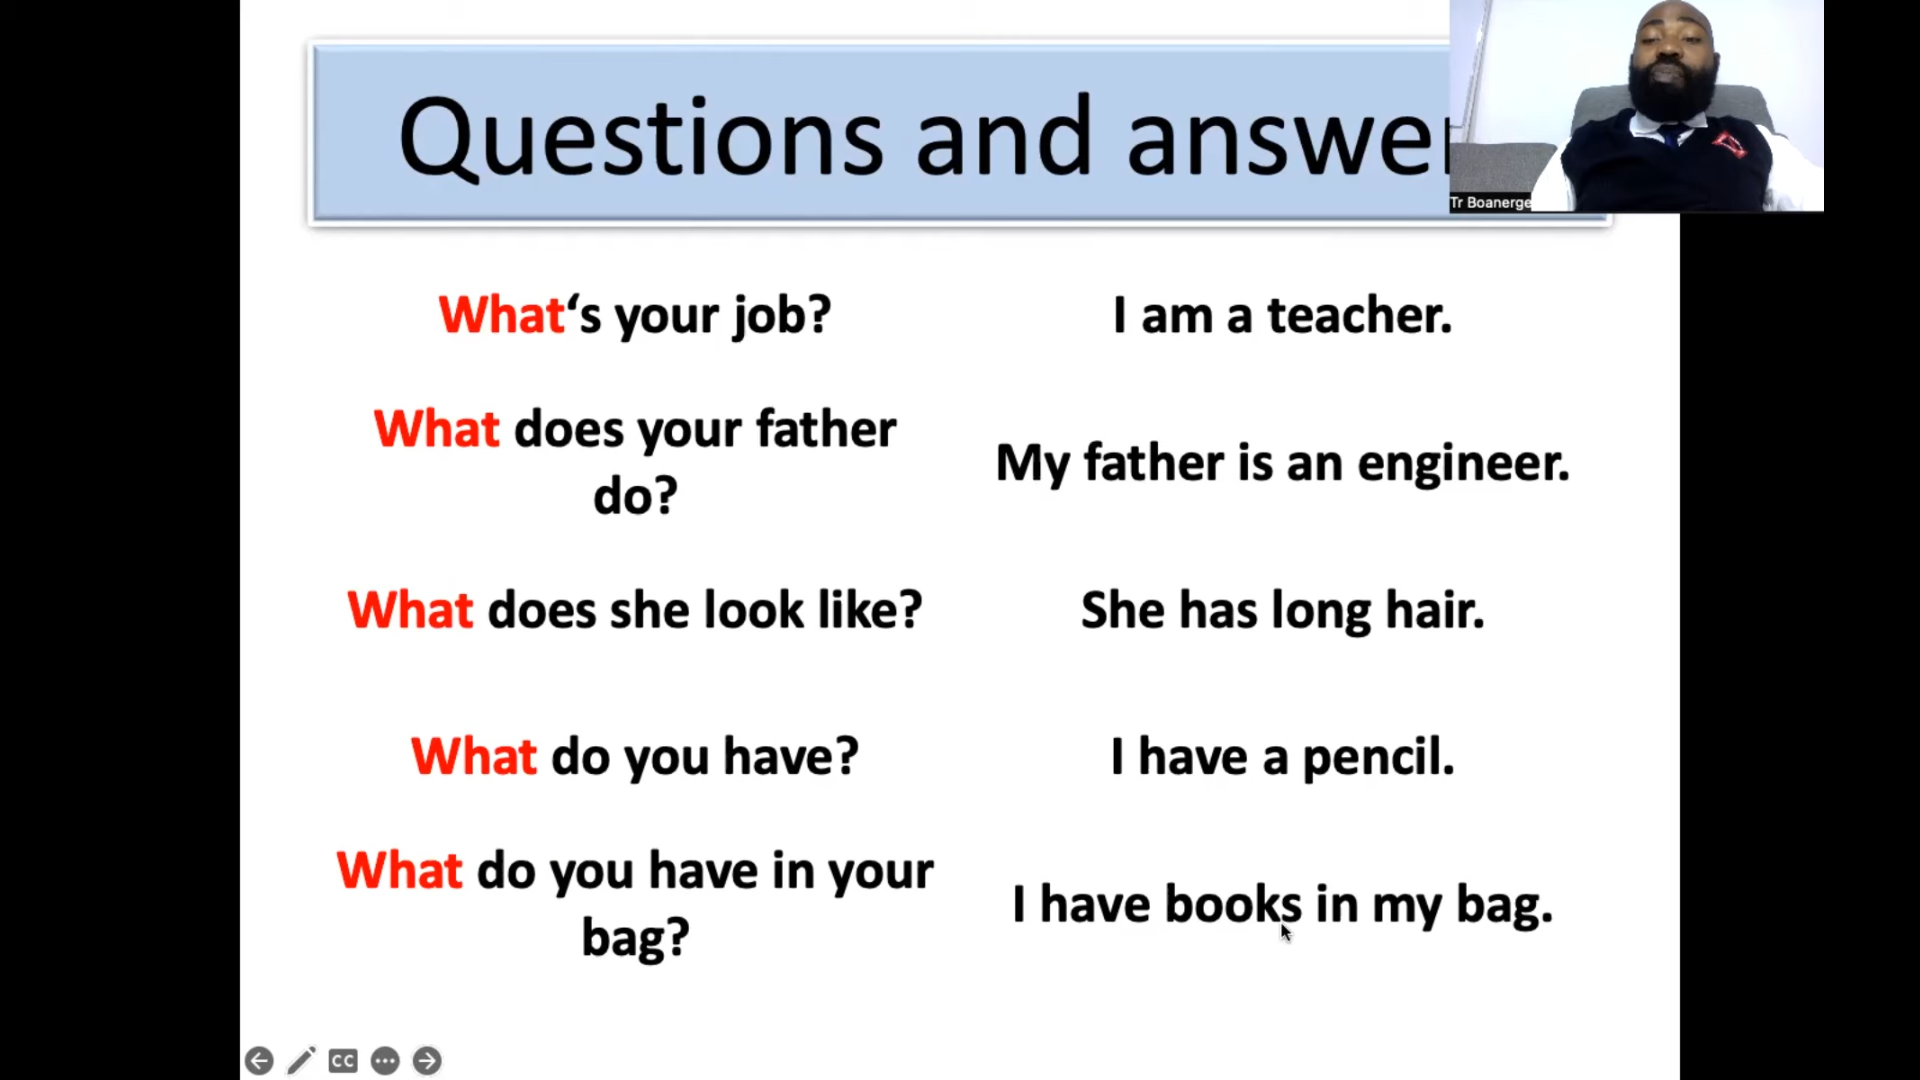 Questions and answer
Tr Boanerge
What‘s your job?
I am a teacher.
What does your father
do?
My father is an engineer.
What does she look like?
She has long hair.
What do you have?
I have a pencil.
What do you have in your
bag?
I have books in my bag.
CC